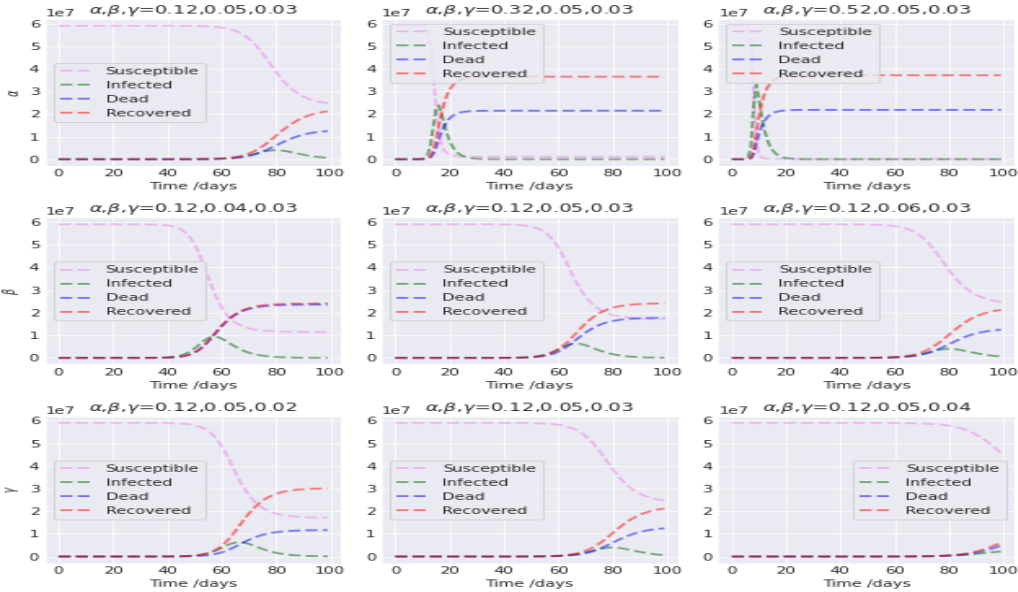 1e7 α,β,γ=0.12,0.05,0.03
6
5
4
3
2
1
0
α
Susceptible
Infected
Dead
Recovered
0 20 40 60 80 100
Time /days
1e7 α,β,γ=0.32,0.05,0.03
6
5
4
3
2
1
0
Susceptible
Infected
Dead
Recovered
0 20 40 60 80 100
Time /days
1e7 α,β,γ=0.52,0.05,0.03
6
5
4
3
2
1
0
Susceptible
Infected
Dead
Recovered
0 20 40 60 80 100
Time /days
1e7 α,β,γ=0.12,0.04,0.03
6
5
4
3
2
1
0
β
Susceptible
Infected
Dead
Recovered
0 20 40 60 80 100
Time /days
1e7 α,β,γ=0.12,0.05,0.03
6
5
4
3
2
1
0
Susceptible
Infected
Dead
Recovered
0 20 40 60 80 100
Time /days
1e7 α,β,γ=0.12,0.06,0.03
6
5
4
3
2
1
0
Susceptible
Infected
Dead
Recovered
0 20 40 60 80 100
Time /days
1e7 α,β,γ=0.12,0.05,0.02
6
5
4
3
2
1
0
γ
Susceptible
Infected
Dead
Recovered
0 20 40 60 80 100
Time /days
1e7 α,β,γ=0.12,0.05,0.03
6
5
4
3
2
1
0
Susceptible
Infected
Dead
Recovered
0 20 40 60 80 100
Time /days
1e7 α,β,γ=0.12,0.05,0.04
6
5
4
3
2
1
0
Susceptible
Infected
Dead
Recovered
0 20 40 60 80 100
Time /days